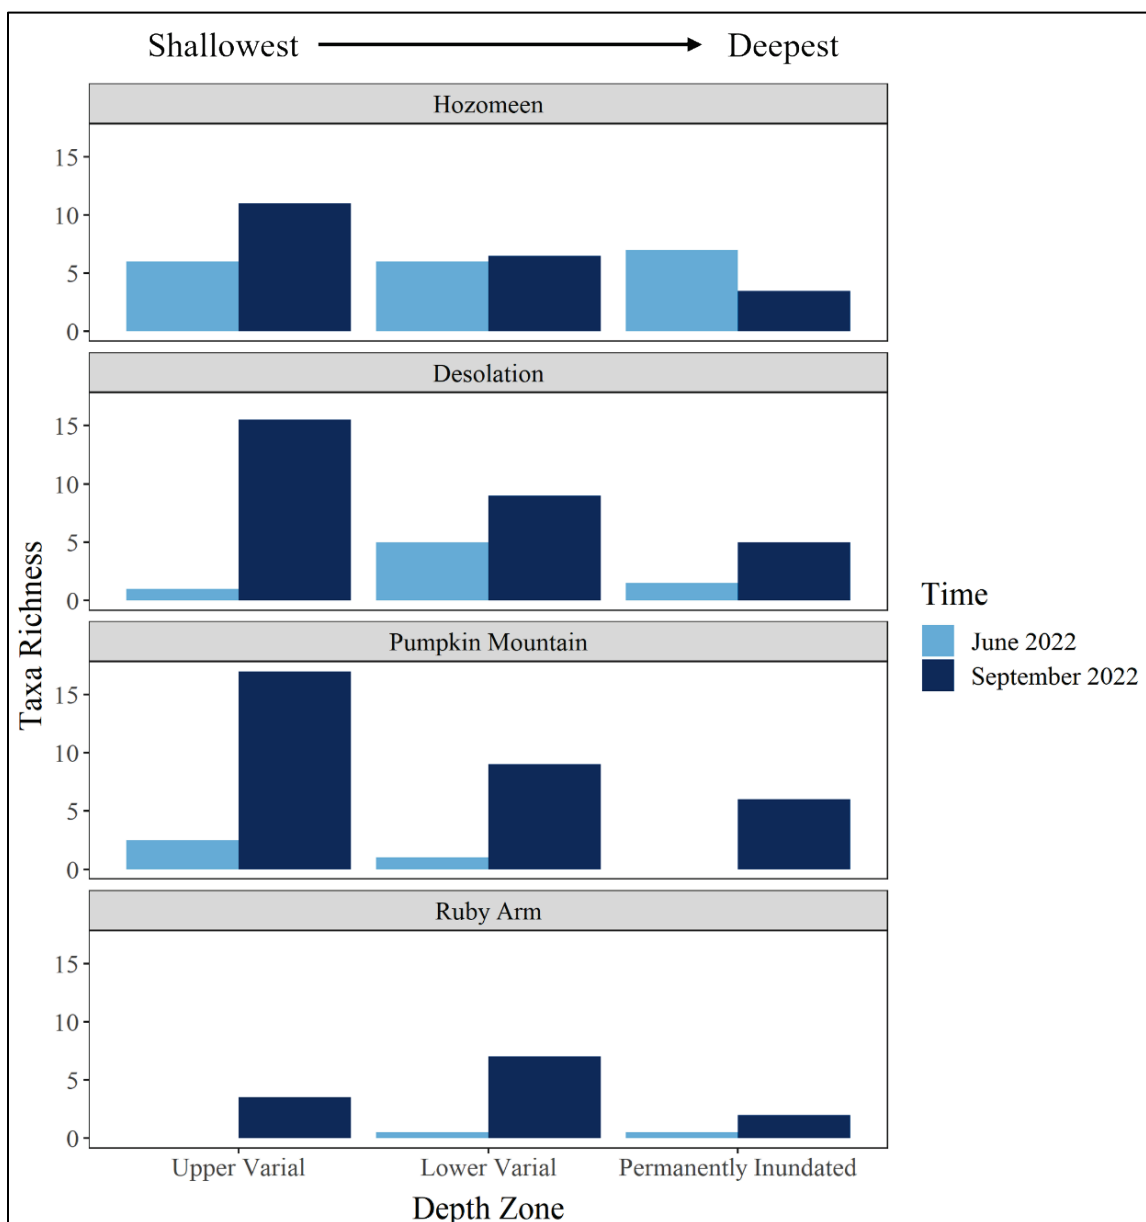 Shallowest Deepest
Hozomeen
15
10
5
0
Desolation
15
10
5
0
Pumpkin Mountain
15
10
5
0
Ruby Arm
15
10
5
0
Taxa Richness
Upper Varial Lower Varial Permanently Inundated
Depth Zone
Time
June 2022
September 2022